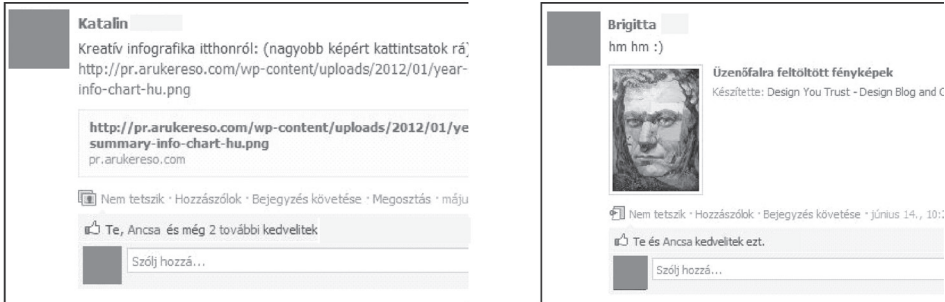 Katalin
Kreatív infografika itthonról: (nagyobb képért kattintsatok rá)
http://pr.arukereso.com/wp-content/uploads/2012/01/year-
info-chart-hu.png
http://pr.arukereso.com/wp-content/uploads/2012/01/ye
summary-info-chart-hu.png
pr.arukereso.com
Nem tetszik · Hozzászólok · Bejegyzés követése · Megosztás · máju
Te, Ancsa és még 2 további kedvelitek
Szólj hozzá...
Brigitta
hm hm :)
Üzenőfalra feltöltött fényképek
Készítette: Design You Trust - Design Blog and C
Nem tetszik · Hozzászólok · Bejegyzés követése · június 14., 10:2
Te és Ancsa kedvelitek ezt.
Szólj hozzá...